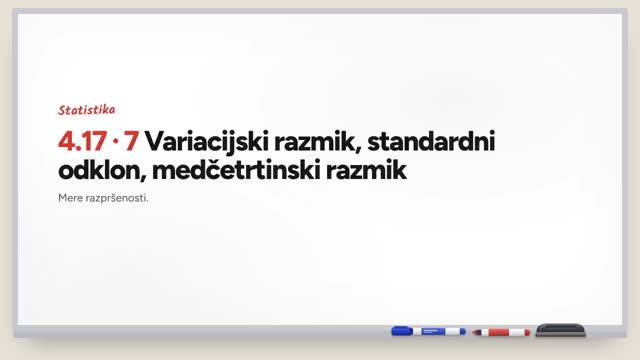 Statistika
4.17 · 7 Variacijski razmik, standardni
odklon, medčetrtinski razmik
Mere razpršenosti.